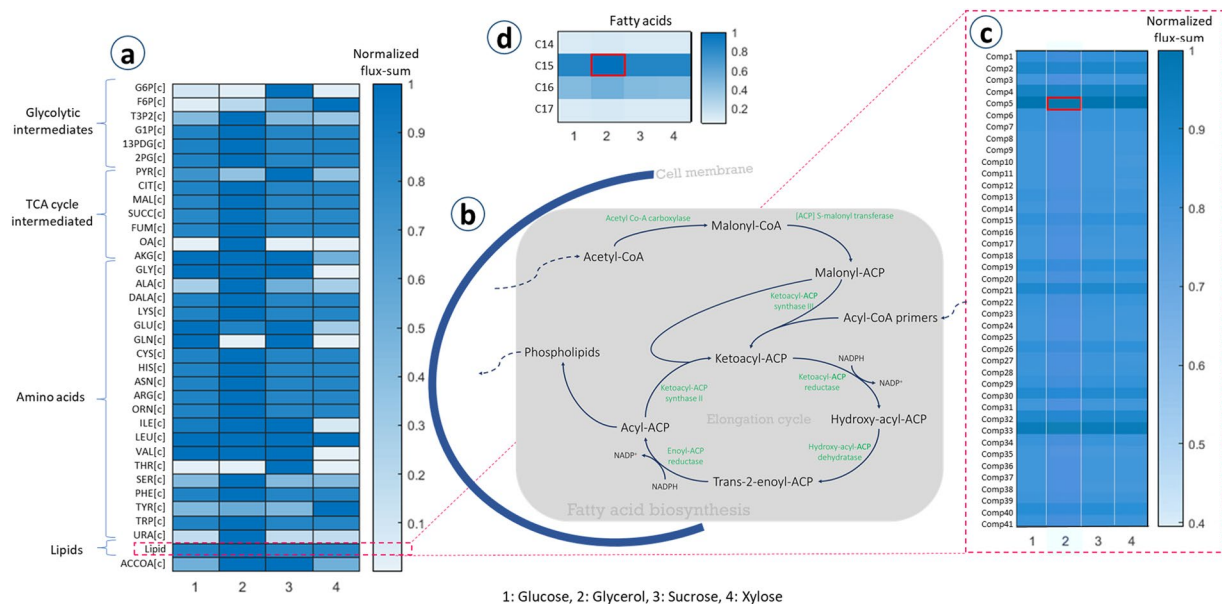 a
Normalized
flux-sum
Glycolytic
intermediates
TCA cycle
intermediated
Amino acids
Lipids
G6P[c]
F6P[c]
T3P2[c]
G1P[c]
13PDG[c]
2PG[c]
PYR[c]
CIT[c]
MAL[c]
SUCC[c]
FUM[c]
OA[c]
AKG[c]
GLY[c]
ALA[c]
DALA[c]
LYS[c]
GLU[c]
GLN[c]
CYS[c]
HIS[c]
ASN[c]
ARG[c]
ORN[c]
ILE[c]
LEU[c]
VAL[c]
THR[c]
SER[c]
PHE[c]
TYR[c]
TRP[c]
URA[c]
Lipid
ACCOA[c]
1 2 3 4
1
0.9
0.8
0.7
0.6
0.5
0.4
0.3
0.2
0.1
d
Fatty acids
C14
C15
C16
C17
1 2 3 4
1
0.8
0.6
0.4
0.2
b
Cell membrane
Acetyl Co-A carboxylase
[ACP] S-malonyl transferase
Malonyl-CoA
Acetyl-CoA
Malonyl-ACP
Ketoacyl-ACP
synthase III
Acyl-CoA primers
Phospholipids
Ketoacyl-ACP
NADPH
Ketoacyl-ACP
reductase
NADP+
Ketoacyl-ACP
synthase II
Elongation cycle
Acyl-ACP
Hydroxy-acyl-ACP
NADP+
Enoyl-ACP
reductase
Hydroxy-acyl-ACP
dehydratase
NADPH
Trans-2-enoyl-ACP
Fatty acid biosynthesis
c
Normalized
flux-sum
Comp1
Comp2
Comp3
Comp4
Comp5
Comp6
Comp7
Comp8
Comp9
Comp10
Comp11
Comp12
Comp13
Comp14
Comp15
Comp16
Comp17
Comp18
Comp19
Comp20
Comp21
Comp22
Comp23
Comp24
Comp25
Comp26
Comp27
Comp28
Comp29
Comp30
Comp31
Comp32
Comp33
Comp34
Comp35
Comp36
Comp37
Comp38
Comp39
Comp40
Comp41
1 2 3 4
1
0.9
0.8
0.7
0.6
0.5
0.4
1: Glucose, 2: Glycerol, 3: Sucrose, 4: Xylose